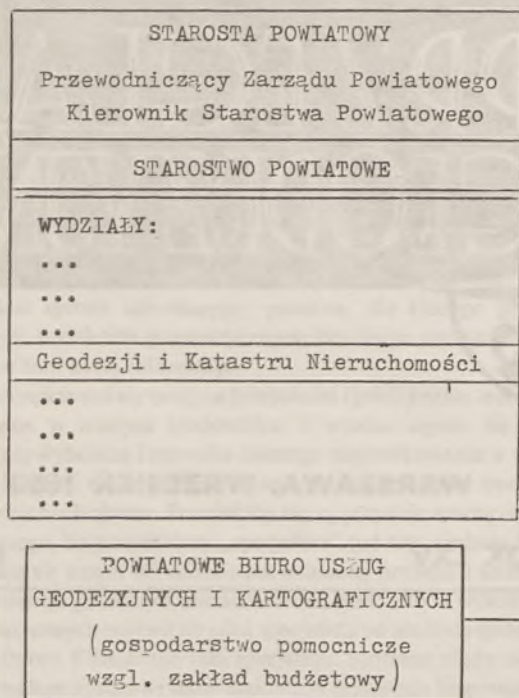 STAROSTA POWIATOWY
Przewodniczący Zarządu Powiatowego
Kierownik Starostwa Powiatowego
STAROSTWO POWIATOWE
WYDZIAŁY:
...
...
...
Geodezji i Katastru Nieruchomości
...
...
...
...
POWIATOWE BIURO USŁUG
GEODEZYJNYCH I KARTOGRAFICZNYCH
(gospodarstwo pomocnicze
wzgl. zakład budżetowy)